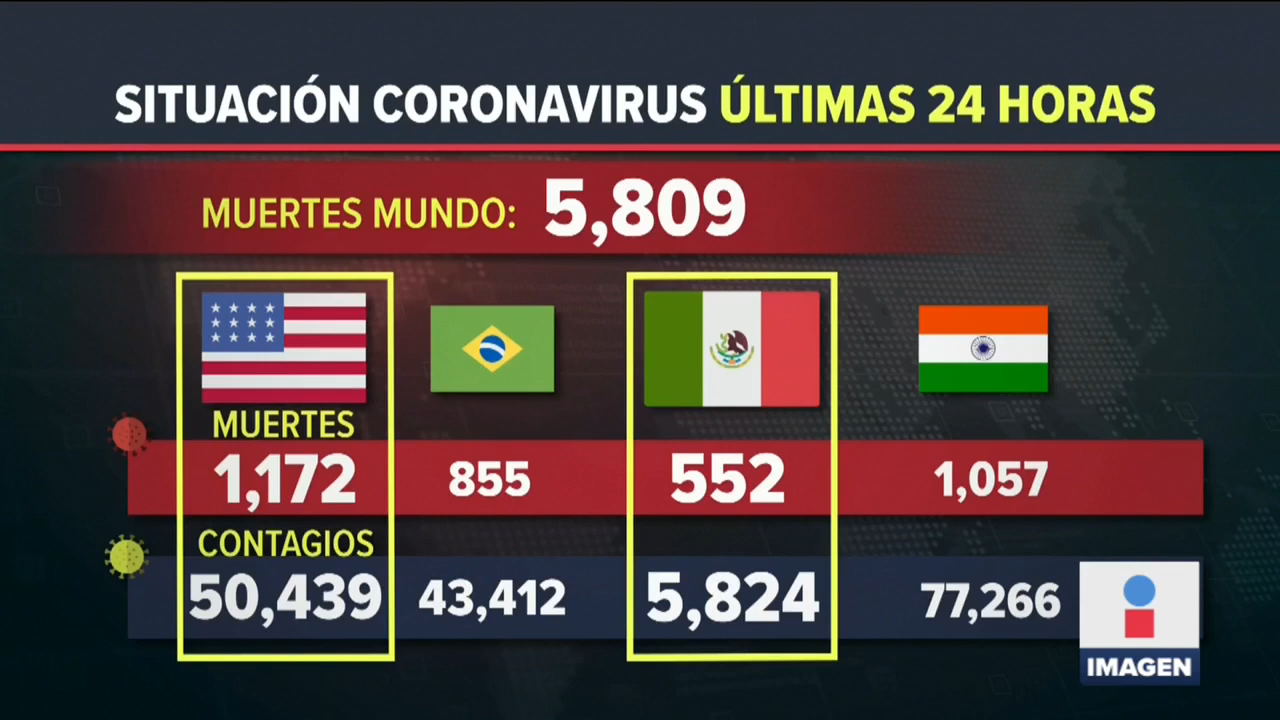 SITUACIÓN CORONAVIRUS ÚLTIMAS 24 HORAS
MUERTES MUNDO: 5,809
MUERTES
1,172 855 552 1,057
CONTAGIOS
50,439 43,412 5,824 77,266
IMAGEN